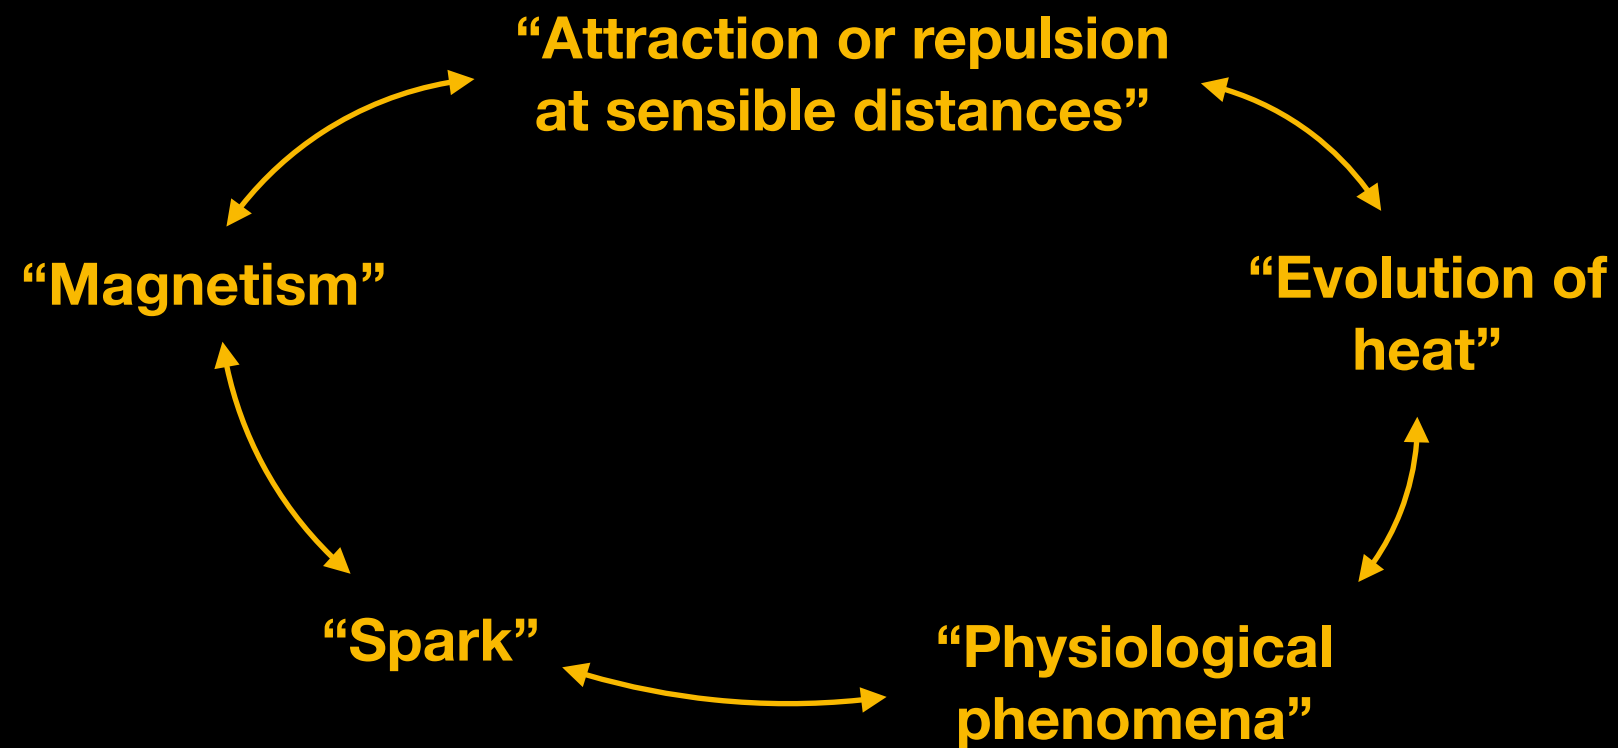 “Attraction or repulsion
at sensible distances”
“Magnetism”
“Evolution of
heat”
“Spark”
“Physiological
phenomena”